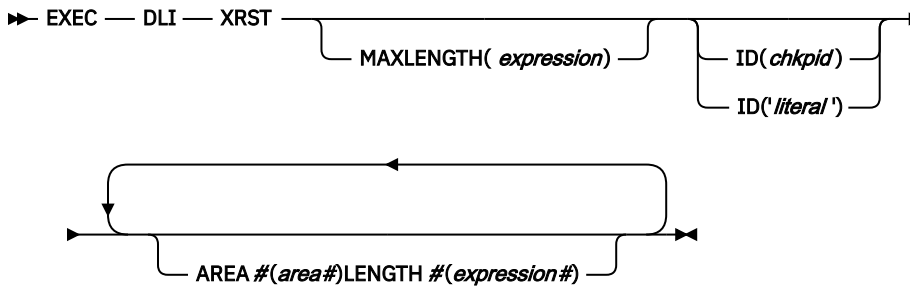 EXEC DLI XRST
MAXLENGTH( expression)
ID(chkpid)
ID('literal')
AREA #(area#)LENGTH #(expression#)